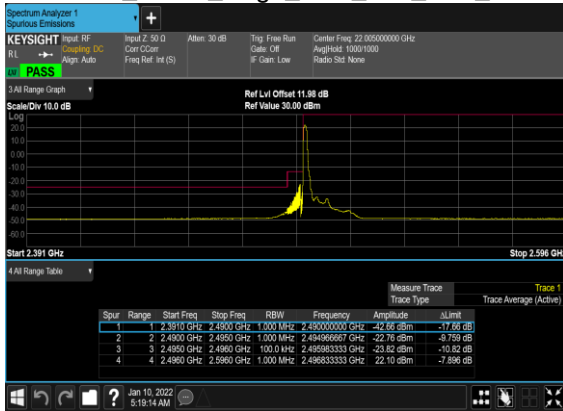 Spectrum Analyzer 1
Spurious Emissions
KEYSIGHT Input: RF Input Z: 50 Ω Atten: 30 dB Trig: Free Run Center Freq: 22.005000000 GHz
RL Coupling: DC Corr CCorr Gate: Off Avg|Hold: 1000/1000
Align: Auto Freq Ref: Int (S) IF Gain: Low Radio Std: None
PASS
3 All Range Graph
Ref Lvl Offset 11.98 dB
Scale/Div 10.0 dB Ref Value 30.00 dBm
Log
20.0
10.0
0.00
-10.0
-20.0
-30.0
-40.0
-50.0
-60.0
Start 2.391 GHz Stop 2.596 GH
4 All Range Table
Measure Trace Trace 1
Trace Type Trace Average (Active)
Spur Range Start Freq Stop Freq RBW Frequency Amplitude ΔLimit
1 1 2.3910 GHz 2.4900 GHz 1.000 MHz 2.490000000 GHz -42.66 dBm -17.66 dB
2 2 2.4900 GHz 2.4950 GHz 1.000 MHz 2.494966667 GHz -22.76 dBm -9.759 dB
3 3 2.4950 GHz 2.4960 GHz 100.0 kHz 2.495983333 GHz -23.82 dBm -10.82 dB
4 4 2.4960 GHz 2.5960 GHz 1.000 MHz 2.496833333 GHz 22.10 dBm -7.896 dB
Jan 10, 2022
5:19:14 AM